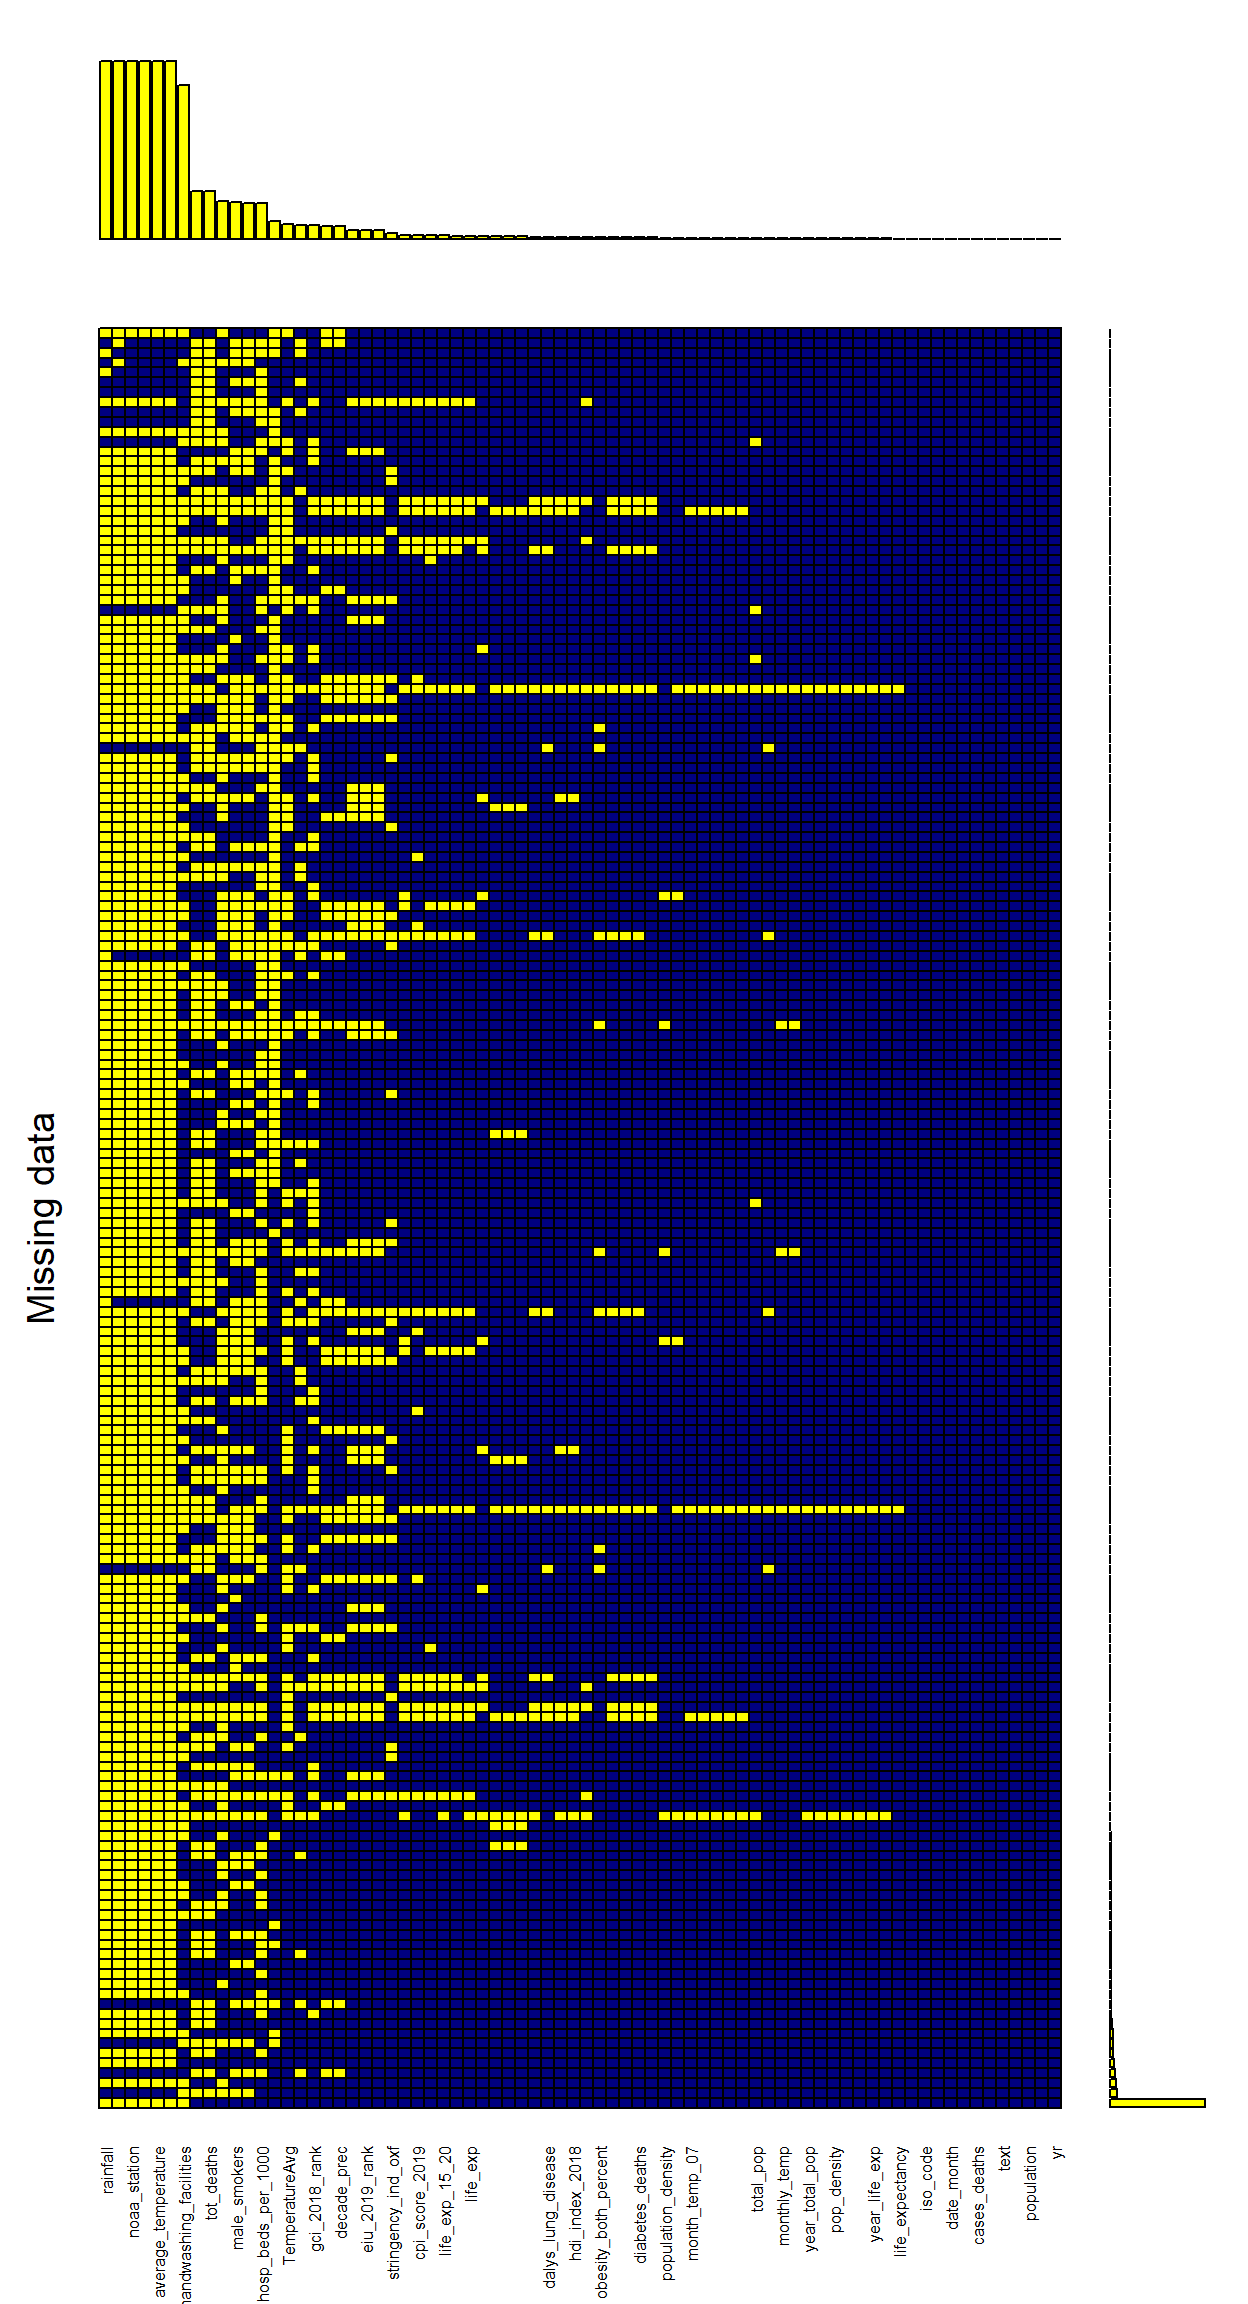 Missing data
rainfall
noaa_station
average_temperature
handwashing_facilities
tot_deaths
male_smokers
hosp_beds_per_1000
TemperatureAvg
gci_2018_rank
decade_prec
eiu_2019_rank
stringency_ind_oxf
cpi_score_2019
life_exp_15_20
life_exp
dalys_lung_disease
hdi_index_2018
obesity_both_percent
diabetes_deaths
population_density
month_temp_07
total_pop
monthly_temp
year_total_pop
pop_density
year_life_exp
life_expectancy
iso_code
date_month
cases_deaths
text
population
yr